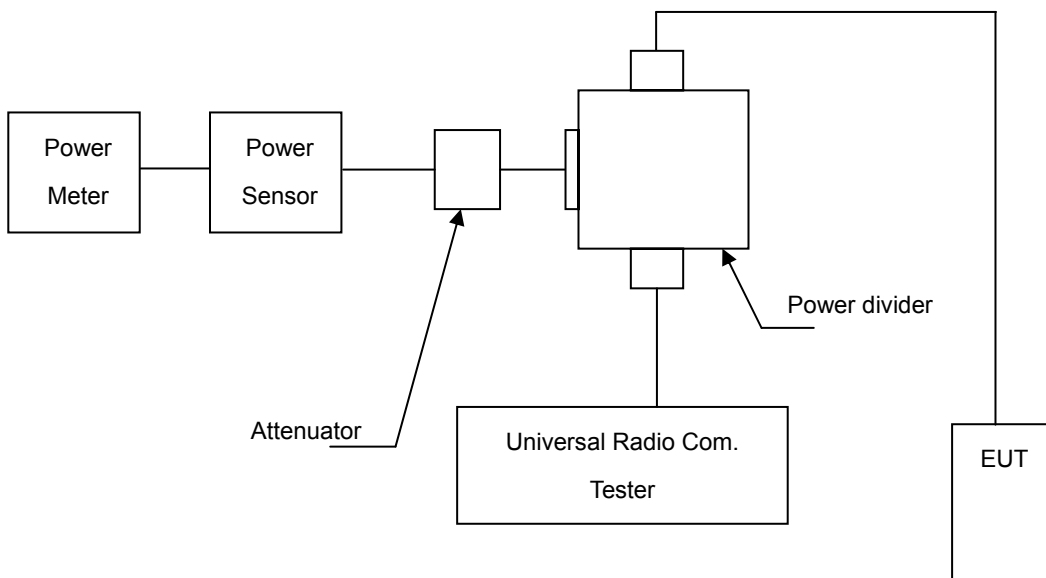 Power
Meter
Power
Sensor
Power divider
Attenuator
Universal Radio Com.
Tester
EUT